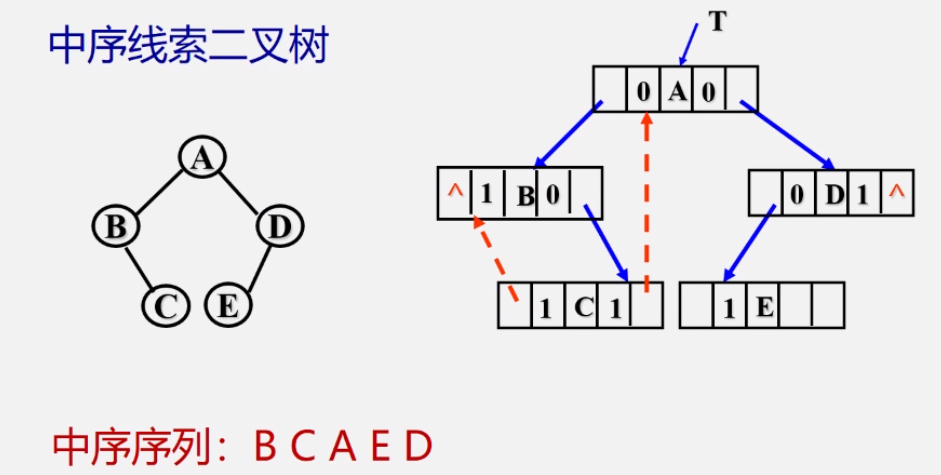 中序线索二叉树
T
0 A 0
A
^ 1 B 0
0 D 1 ^
B
D
C
E
1 C 1
1 E
中序序列：B C A E D